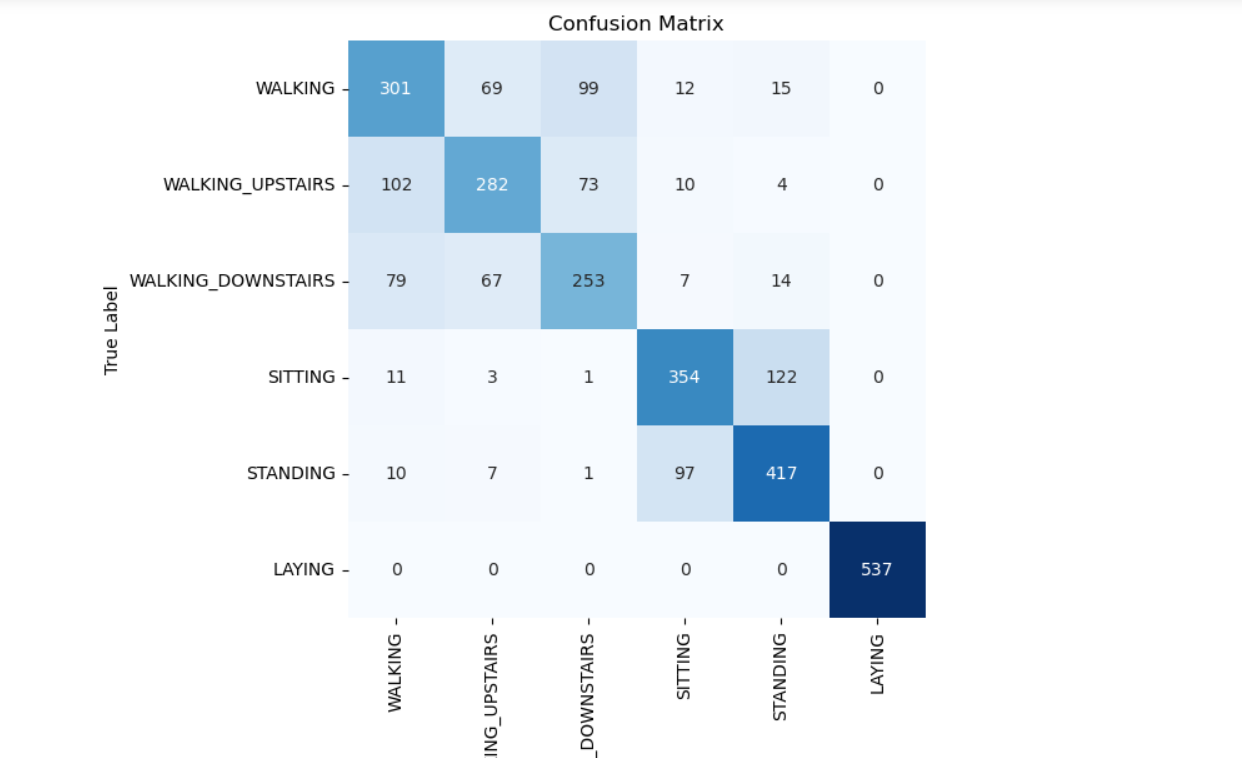 Confusion Matrix
WALKING 301 69 99 12 15 0
WALKING_UPSTAIRS 102 282 73 10 4 0
WALKING_DOWNSTAIRS 79 67 253 7 14 0
True Label
SITTING 11 3 1 354 122 0
STANDING 10 7 1 97 417 0
LAYING 0 0 0 0 0 537
WALKING
ING_UPSTAIRS
_DOWNSTAIRS
SITTING
STANDING
LAYING